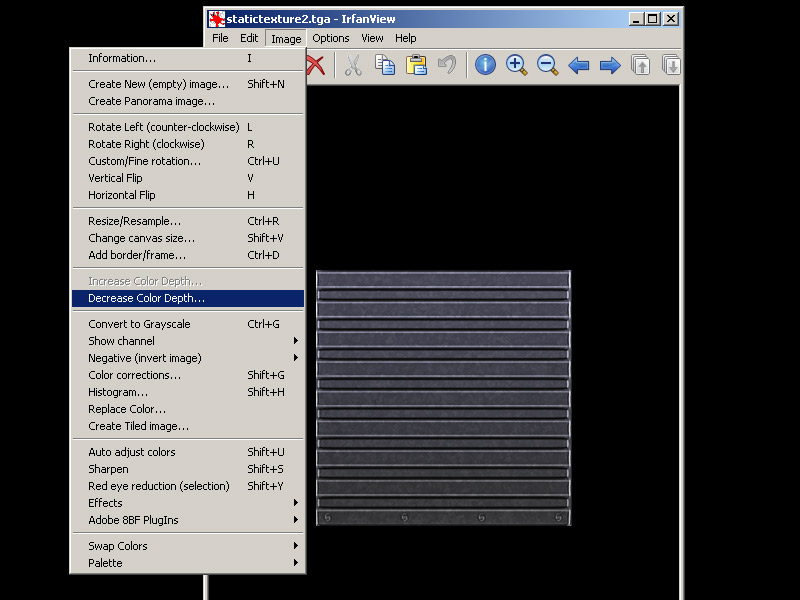 statictexture2.tga - IrfanView
File Edit Image Options View Help
Information... I
Create New (empty) image... Shift+N
Create Panorama image...
Rotate Left (counter-clockwise) L
Rotate Right (clockwise) R
Custom/Fine rotation... Ctrl+U
Vertical Flip V
Horizontal Flip H
Resize/Resample... Ctrl+R
Change canvas size... Shift+V
Add border/frame... Ctrl+D
Increase Color Depth...
Decrease Color Depth...
Convert to Grayscale Ctrl+G
Show channel
Negative (invert image)
Color corrections... Shift+G
Histogram... Shift+H
Replace Color...
Create Tiled image...
Auto adjust colors Shift+U
Sharpen Shift+S
Red eye reduction (selection) Shift+Y
Effects
Adobe 8BF PlugIns
Swap Colors
Palette